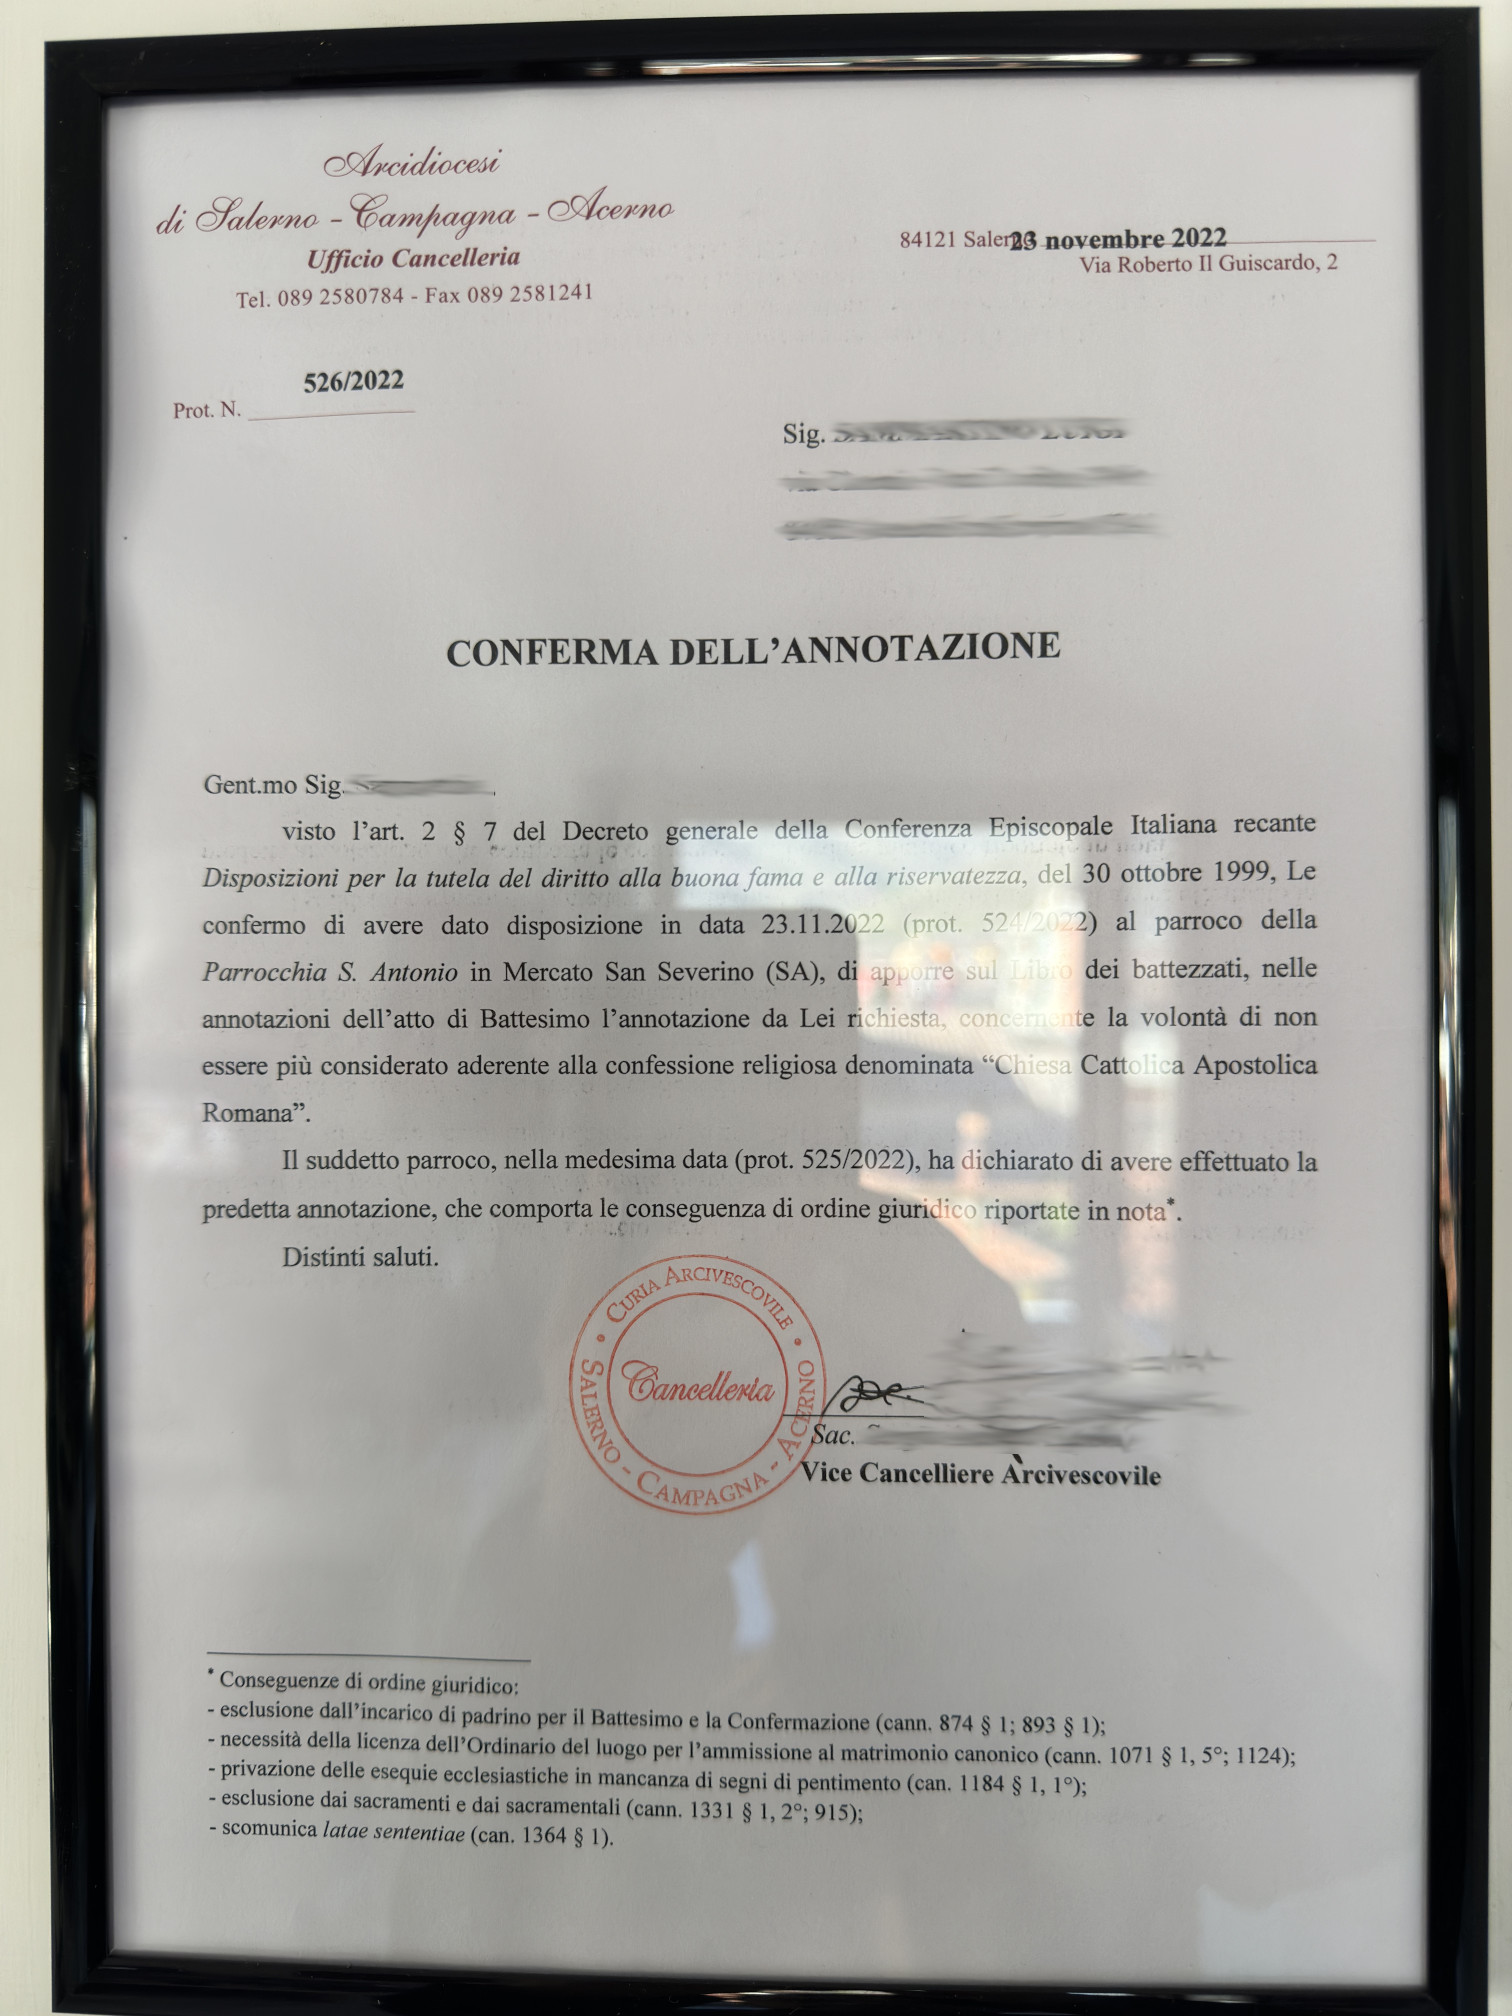 Arcidiocesi
di Salerno - Campagna - Acerno
Ufficio Cancelleria
Tel. 089 2580784 - Fax 089 2581241
84121 Salerno 23 novembre 2022
Via Roberto Il Guiscardo, 2
526/2022
Prot. N.
Sig.
CONFERMA DELL'ANNOTAZIONE
Gent.mo Sig.
visto l'art. 2 § 7 del Decreto generale della Conferenza Episcopale Italiana recante
Disposizioni per la tutela del diritto alla buona fama e alla riservatezza, del 30 ottobre 1999, Le
confermo di avere dato disposizione in data 23.11.2022 (prot. 524/2022) al parroco della
Parrocchia S. Antonio in Mercato San Severino (SA), di apporre sul Libro dei battezzati, nelle
annotazioni dell'atto di Battesimo l'annotazione da Lei richiesta, concernente la volontà di non
essere più considerato aderente alla confessione religiosa denominata “Chiesa Cattolica Apostolica
Romana”.
Il suddetto parroco, nella medesima data (prot. 525/2022), ha dichiarato di avere effettuato la
predetta annotazione, che comporta le conseguenza di ordine giuridico riportate in nota*.
Distinti saluti.
CURIA ARCIVESCOVILE
SALERNO - CAMPAGNA - ACERNO
Cancelleria
Sac.
Vice Cancelliere Arcivescovile
* Conseguenze di ordine giuridico:
- esclusione dall'incarico di padrino per il Battesimo e la Confermazione (cann. 874 § 1; 893 § 1);
- necessità della licenza dell'Ordinario del luogo per l'ammissione al matrimonio canonico (cann. 1071 § 1, 5°; 1124);
- privazione delle esequie ecclesiastiche in mancanza di segni di pentimento (can. 1184 § 1, 1°);
- esclusione dai sacramenti e dai sacramentali (cann. 1331 § 1, 2°; 915);
- scomunica latae sententiae (can. 1364 § 1).